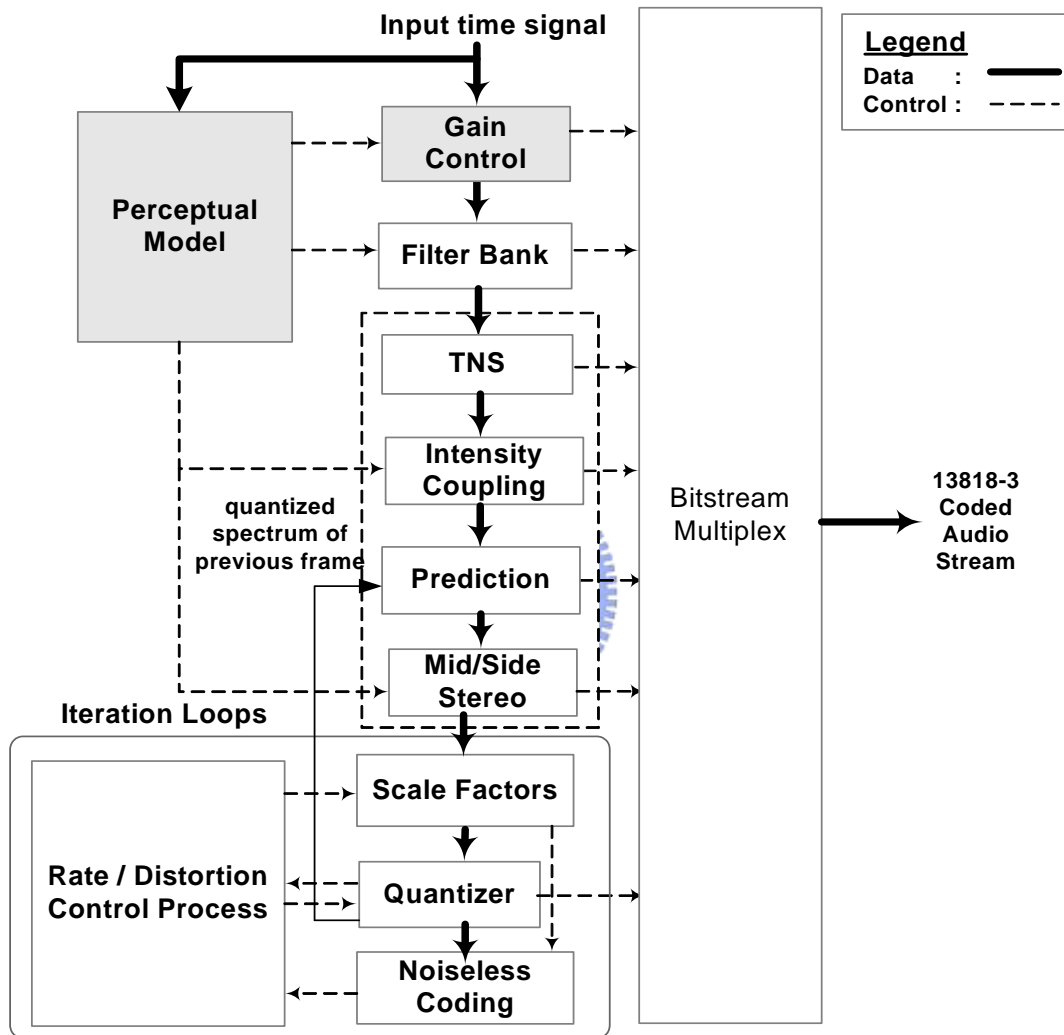 Input time signal
Legend
Data :
Control :
Gain
Control
Perceptual
Model
Filter Bank
TNS
Intensity
Coupling
quantized
spectrum of
previous frame
Prediction
Mid/Side
Stereo
Bitstream
Multiplex
13818-3
Coded
Audio
Stream
Iteration Loops
Scale Factors
Rate / Distortion
Control Process
Quantizer
Noiseless
Coding